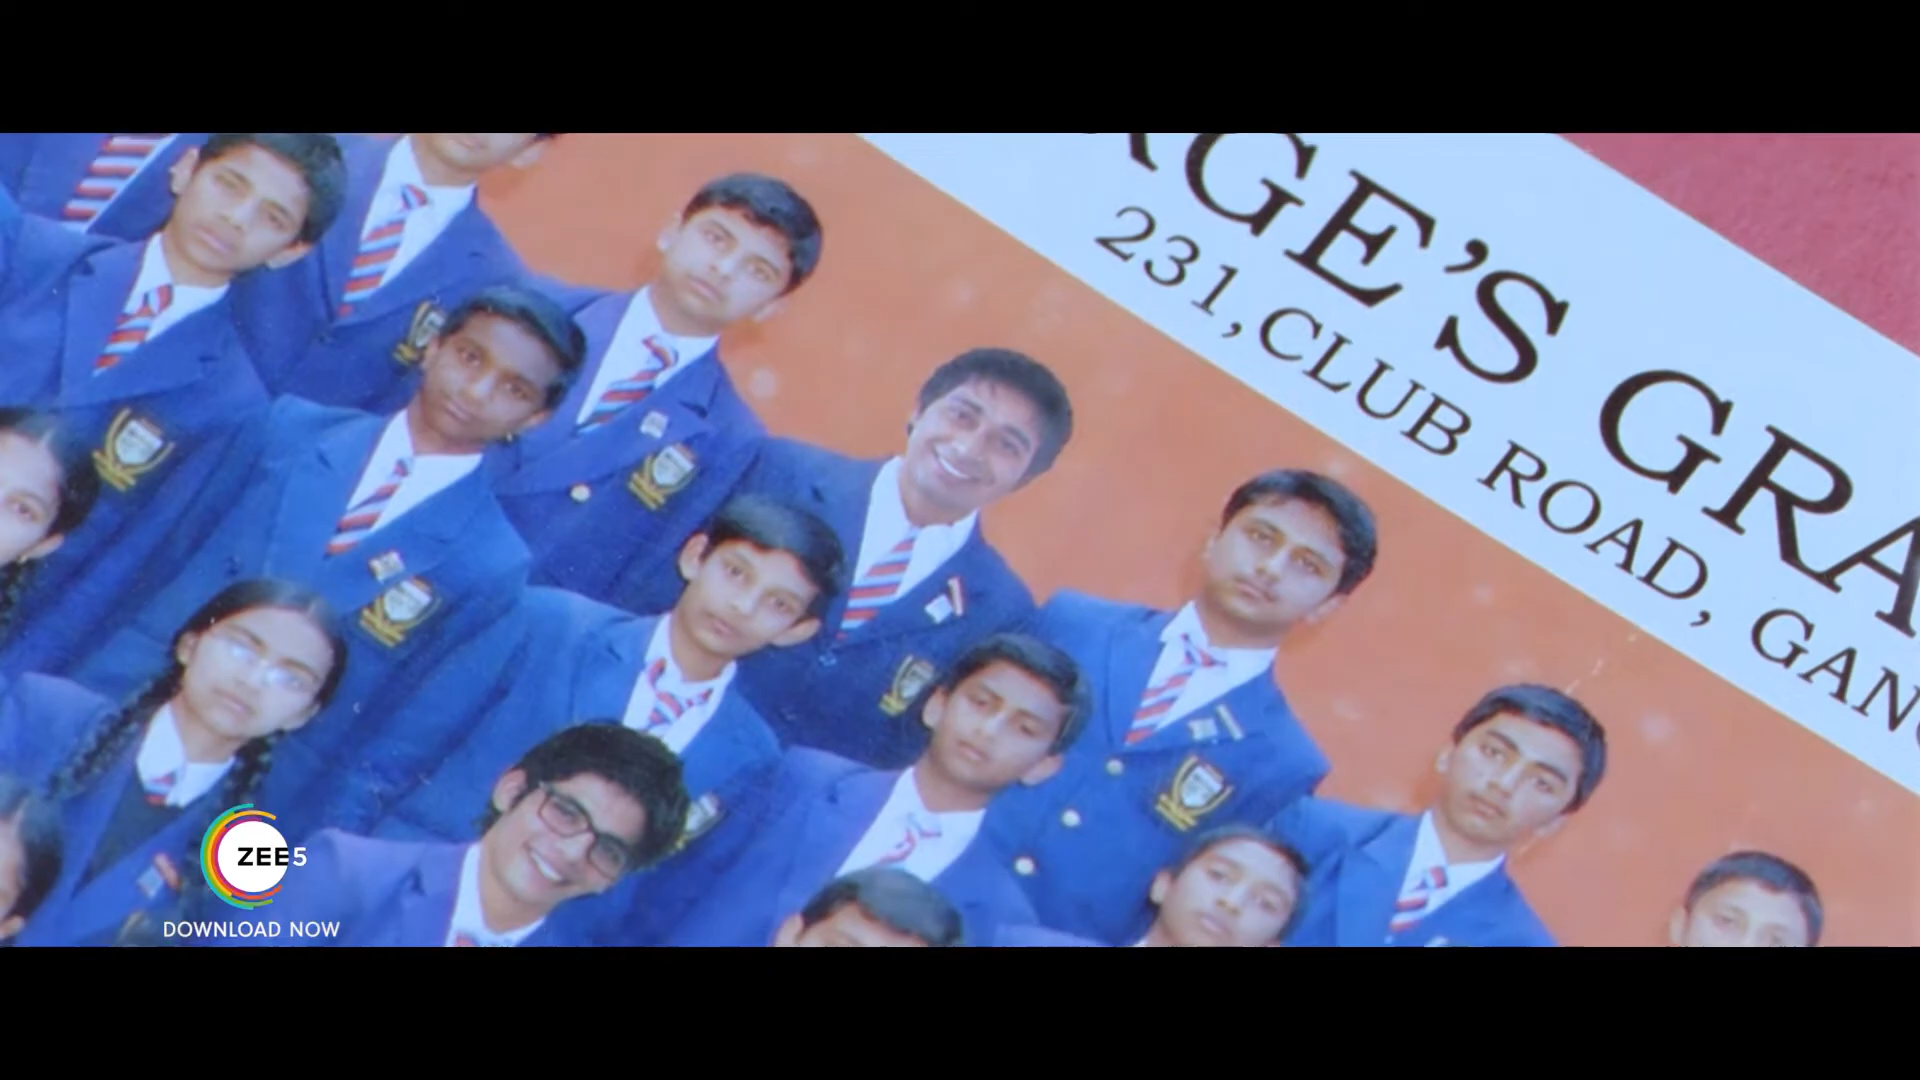 GE'S GRA
231, CLUB ROAD, GAN
ZEE5
DOWNLOAD NOW